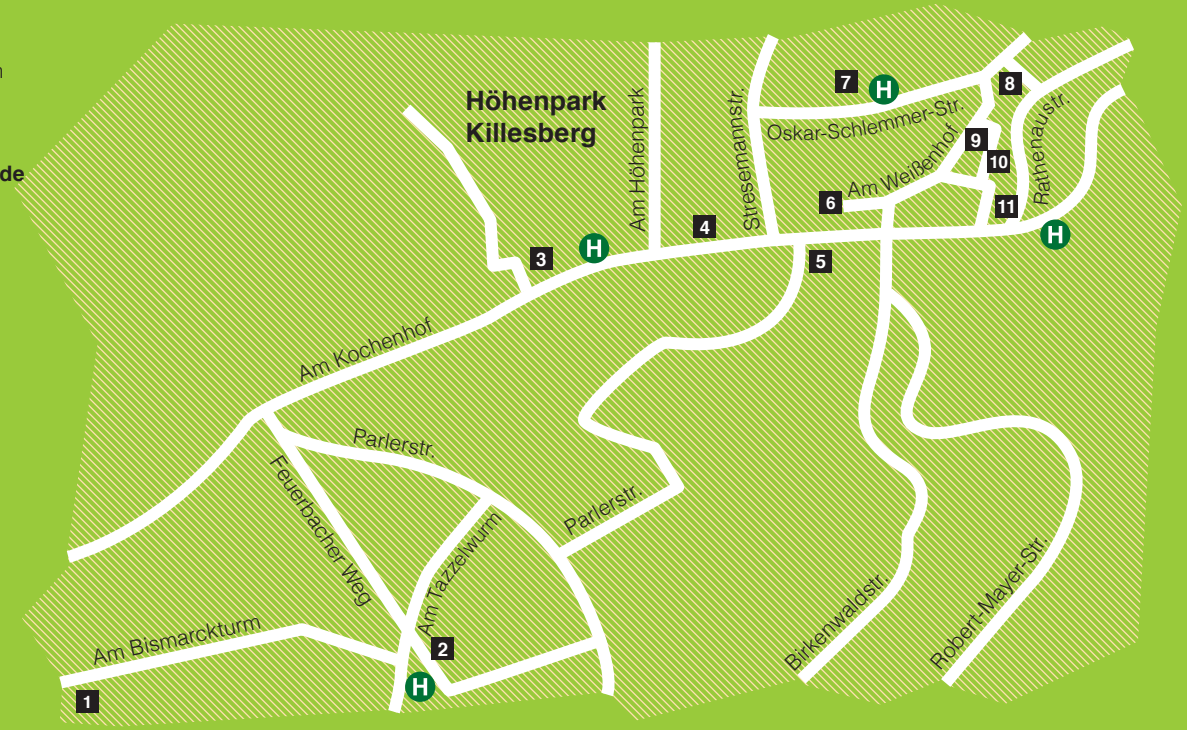 n
de
Höhenpark
Killesberg
Am Höhenpark
Stresemannstr.
7
H
Oskar-Schlemmer-Str.
8
Rathenaustr.
9
10
Am Weißenhof
6
11
H
4
3
H
5
Am Kochenhof
Parlerstr.
Feuerbacher Weg
Parlerstr.
Am Tazzelwurm
Am Bismarckturm
2
H
1
Birkenwaldstr.
Robert-Mayer-Str.